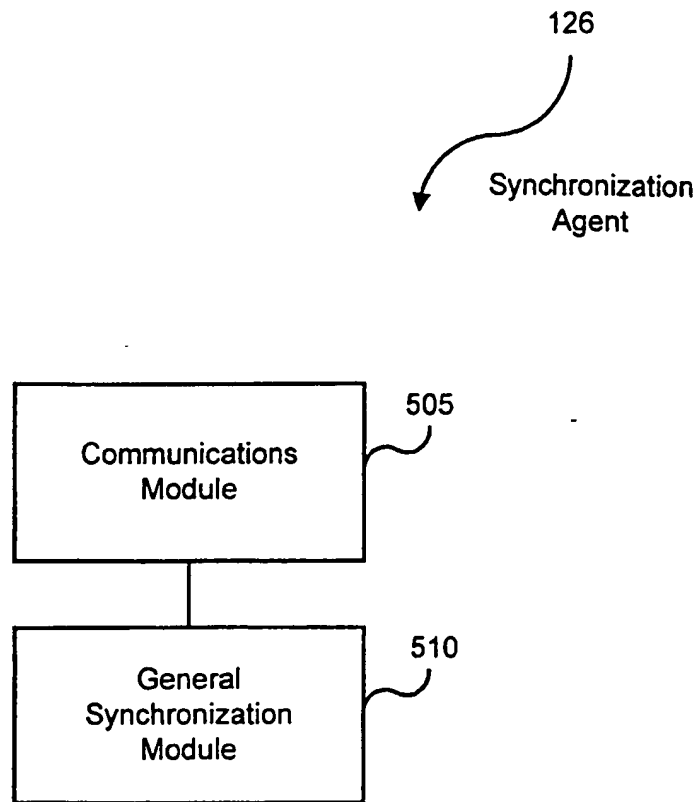 126
Synchronization
Agent
505
Communications
Module
510
General
Synchronization
Module